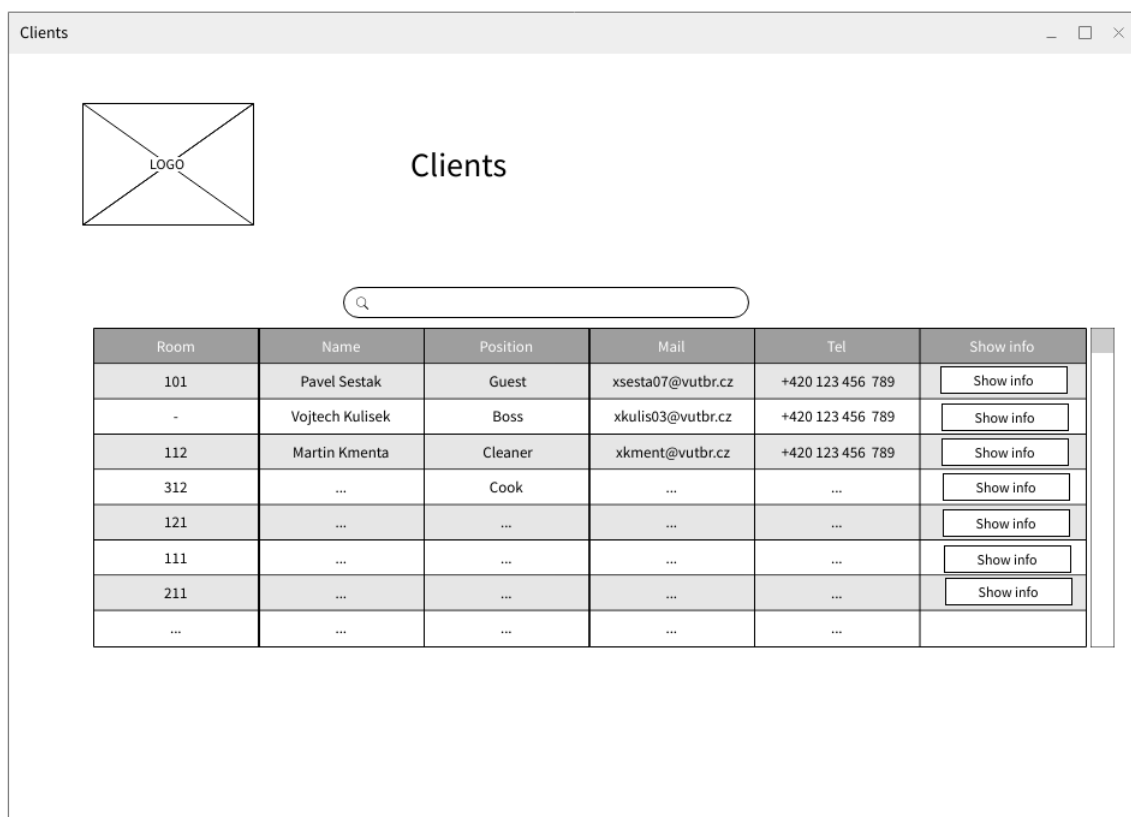 Clients
LOGO
Clients
Room Name Position Mail Tel Show info
101 Pavel Sestak Guest xsesta07@vutbr.cz +420 123 456 789 Show info
- Vojtech Kulisek Boss xkulis03@vutbr.cz +420 123 456 789 Show info
112 Martin Kmenta Cleaner xkment@vutbr.cz +420 123 456 789 Show info
312 ... Cook ... ... Show info
121 ... ... ... ... Show info
111 ... ... ... ... Show info
211 ... ... ... ... Show info
... ... ... ... ...